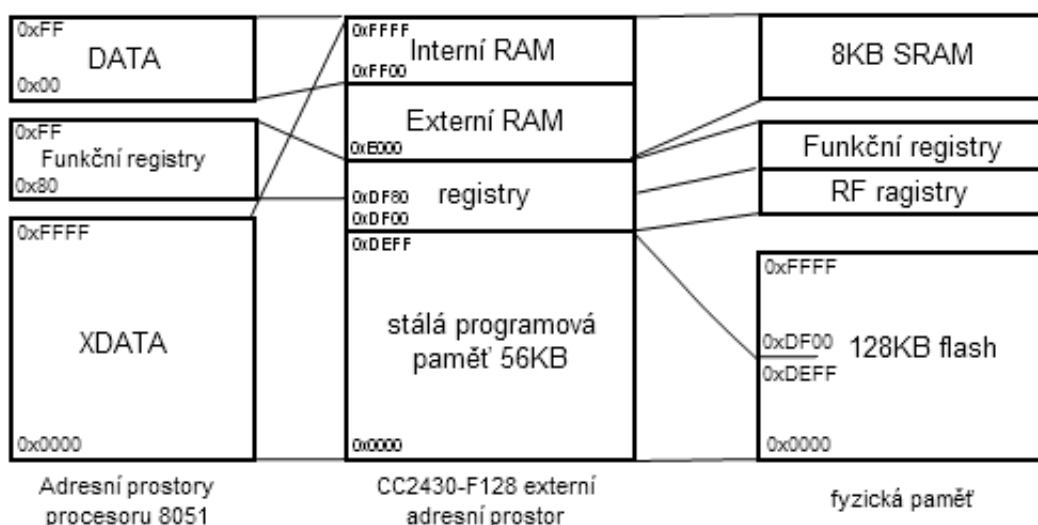 0xFF
DATA
0x00
0xFF
Funkční registry
0x80
0xFFFF
XDATA
0x0000
Adresní prostory
procesoru 8051
0xFFFF
Interní RAM
0xFF00
Externí RAM
0xE000
registry
0xDF80
0xDF00
0xDEFF
stálá programová
paměť 56KB
0x0000
CC2430-F128 externí
adresní prostor
8KB SRAM
Funkční registry
RF ragistry
0xFFFF
0xDF00
128KB flash
0xDEFF
0x0000
fyzická paměť